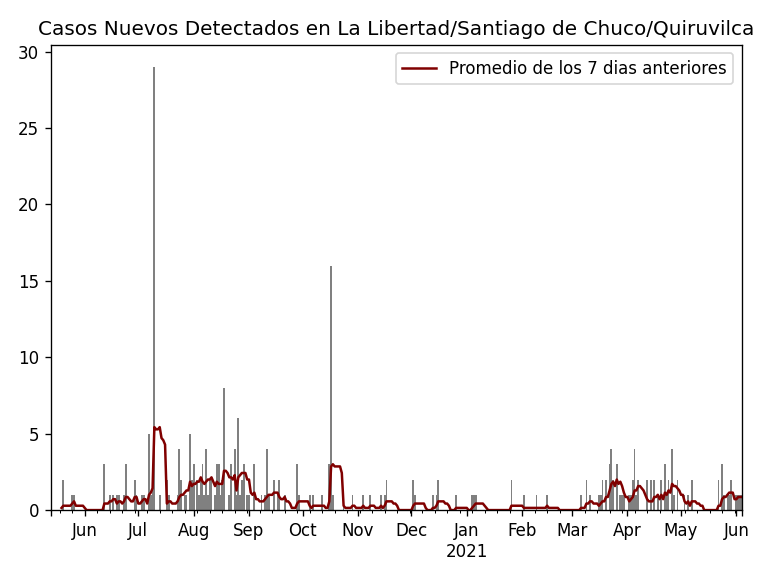 Casos Nuevos Detectados en La Libertad/Santiago de Chuco/Quiruvilca
Promedio de los 7 dias anteriores
30
25
20
15
10
5
0
Jun Jul Aug Sep Oct Nov Dec Jan Feb Mar Apr May Jun
2021